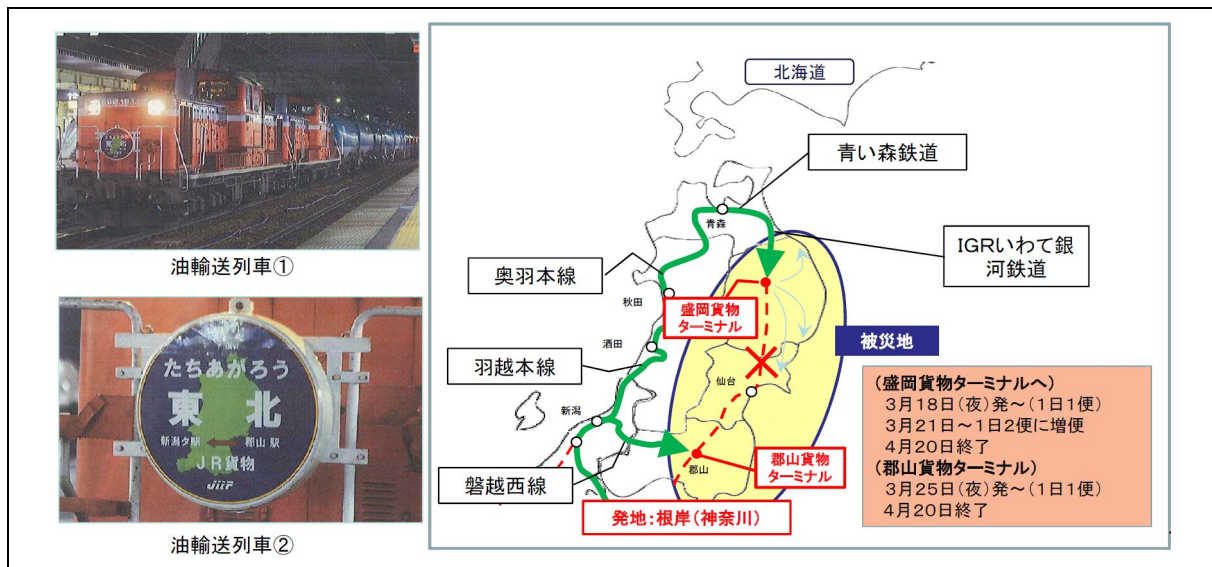 油輸送列車①
たちあがろう
東 北
新潟タ駅 郡山駅
JR貨物
油輸送列車②
北海道
青い森鉄道
青森
IGRいわて銀
河鉄道
奥羽本線
秋田
盛岡貨物
ターミナル
酒田
被災地
羽越本線
仙台
新潟
(盛岡貨物ターミナルへ)
3月18日(夜)発~(1日1便)
3月21日~1日2便に増便
4月20日終了
(郡山貨物ターミナル)
3月25日(夜)発~(1日1便)
4月20日終了
郡山
郡山貨物
ターミナル
磐越西線
発地:根岸(神奈川)